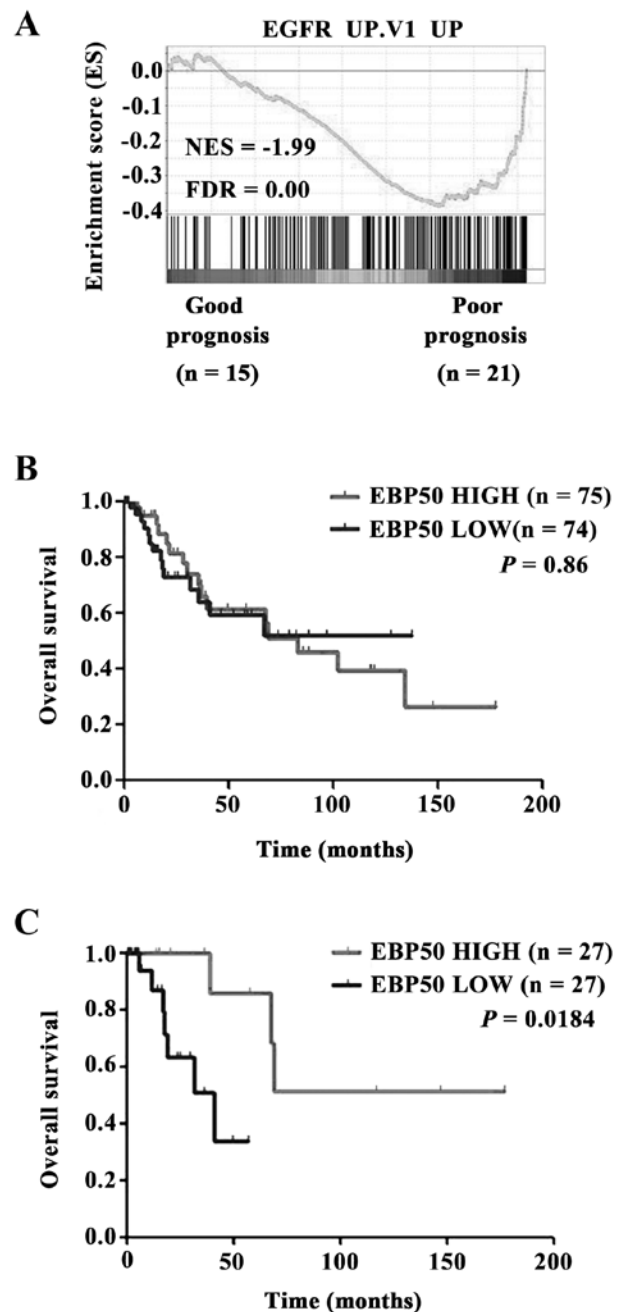 A
EGFR UP.V1 UP
Enrichment score (ES)
0.0
-0.1
-0.2
-0.3
-0.4
NES = -1.99
FDR = 0.00
Good prognosis (n = 15)
Poor prognosis (n = 21)
B
EBP50 HIGH (n = 75)
EBP50 LOW(n = 74)
P = 0.86
Overall survival
1.0
0.8
0.6
0.4
0.2
0.0
0 50 100 150 200
Time (months)
C
EBP50 HIGH (n = 27)
EBP50 LOW (n = 27)
P = 0.0184
Overall survival
1.0
0.8
0.6
0.4
0.2
0.0
0 50 100 150 200
Time (months)